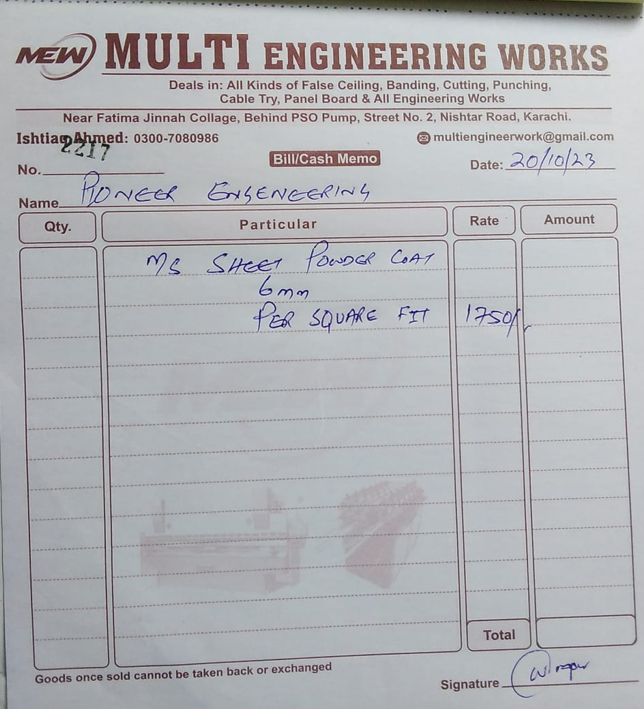 MEW MULTI ENGINEERING WORKS
Deals in: All Kinds of False Ceiling, Banding, Cutting, Punching,
Cable Try, Panel Board & All Engineering Works
Near Fatima Jinnah Collage, Behind PSO Pump, Street No. 2, Nishtar Road, Karachi.
Ishtiaq Ahmed: 0300-7080986 multiengineerwork@gmail.com
No. 2217 Bill/Cash Memo Date: 20/10/23
Name PIONEER ENGENEERING
Qty. Particular Rate Amount
MS SHEET POWDER COAT
6mm
PER SQUARE FIT 1750/
Total
Goods once sold cannot be taken back or exchanged
Signature